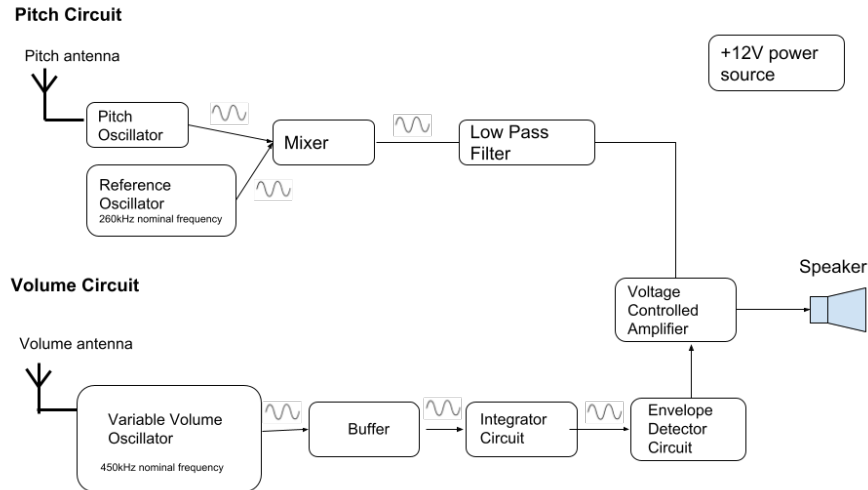 Pitch Circuit
Pitch antenna
+12V power
source
Pitch
Oscillator
Mixer
Low Pass
Filter
Reference
Oscillator
260kHz nominal frequency
Volume Circuit
Speaker
Voltage
Controlled
Amplifier
Volume antenna
Variable Volume
Oscillator
450kHz nominal frequency
Buffer
Integrator
Circuit
Envelope
Detector
Circuit